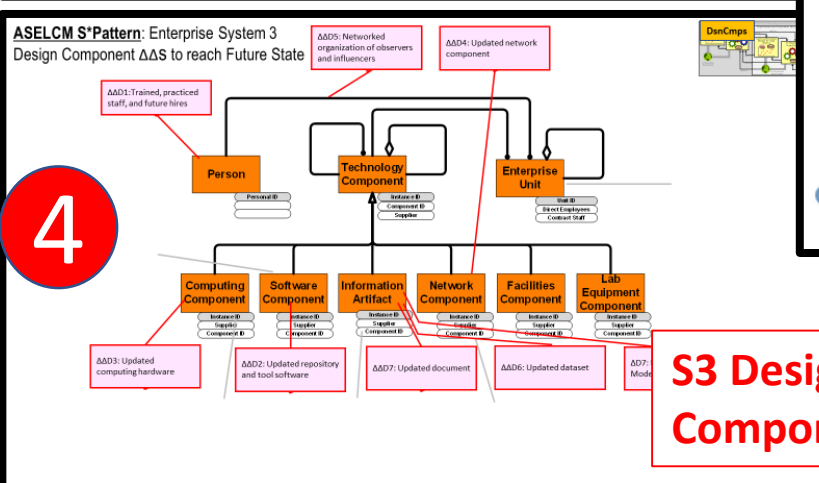 ASELCM S*Pattern: Enterprise System 3
Design Component ΔΔS to reach Future State
ΔΔD5: Networked
organization of observers
and influencers
ΔΔD4: Updated network
component
DsnCmps
ΔΔD1:Trained, practiced
staff, and future hires
Person
Personal ID
Technology
Component
Instance ID
Component ID
Supplier
Enterprise
Unit
Unit ID
Direct Employees
Contract Staff
4
Computing
Component
Instance ID
Supplier
Component ID
Software
Component
Instance ID
Supplier
Component ID
Information
Artifact
Instance ID
Supplier
Component ID
Network
Component
Instance ID
Supplier
Component ID
Facilities
Component
Instance ID
Supplier
Component ID
Lab
Equipment
Component
Instance ID
Supplier
Component ID
ΔΔD3: Updated
computing hardware
ΔΔD2: Updated repository
and tool software
ΔΔD7: Updated document
ΔΔD6: Updated dataset
ΔD7:
Mode
S3 Desig
Compon